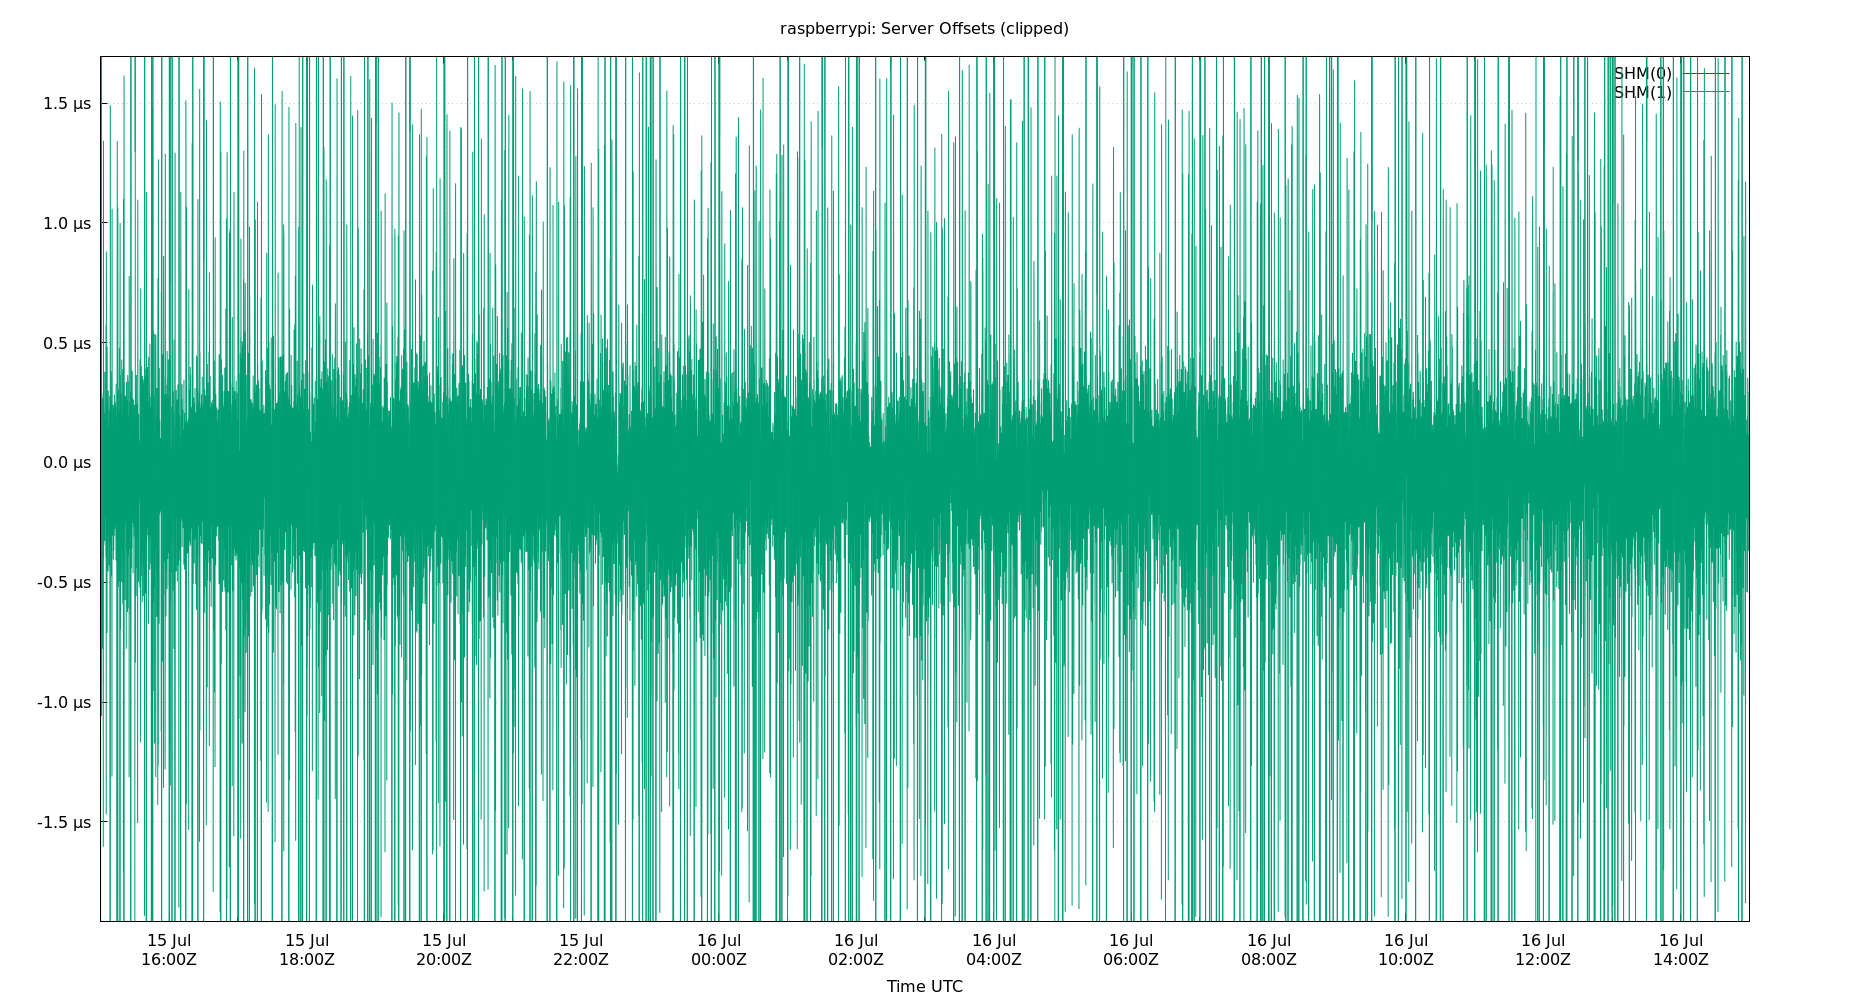 raspberrypi: Server Offsets (clipped)
SHM(0)
SHM(1)
1.5 μs
1.0 μs
0.5 μs
0.0 μs
-0.5 μs
-1.0 μs
-1.5 μs
15 Jul 15 Jul 15 Jul 15 Jul 16 Jul 16 Jul 16 Jul 16 Jul 16 Jul 16 Jul 16 Jul 16 Jul
16:00Z 18:00Z 20:00Z 22:00Z 00:00Z 02:00Z 04:00Z 06:00Z 08:00Z 10:00Z 12:00Z 14:00Z
Time UTC